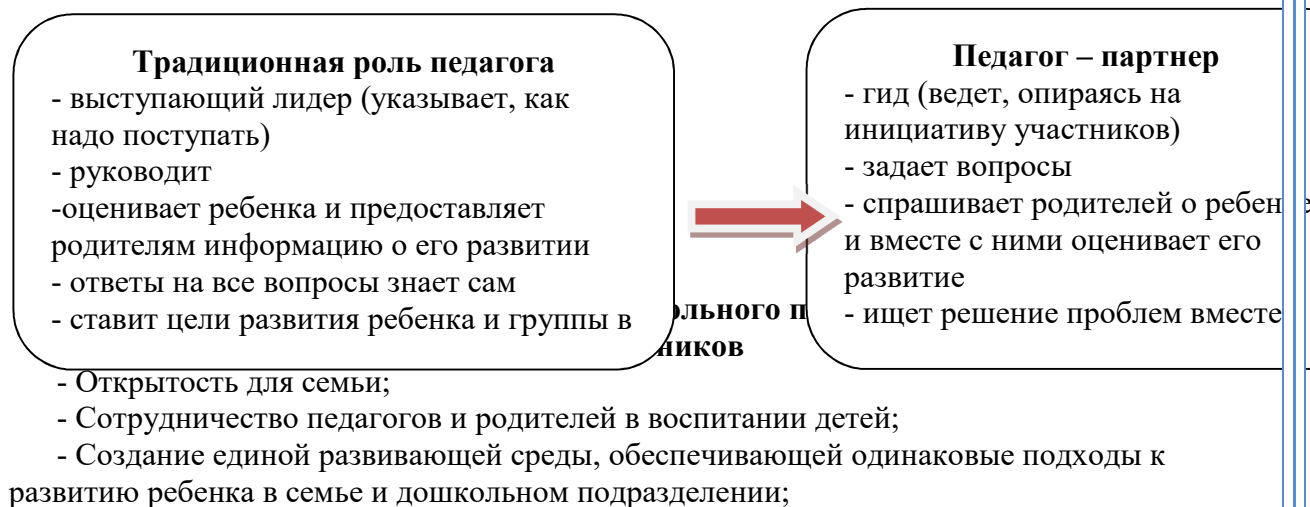 Традиционная роль педагога
- выступающий лидер (указывает, как
надо поступать)
- руководит
-оценивает ребенка и предоставляет
родителям информацию о его развитии
- ответы на все вопросы знает сам
- ставит цели развития ребенка и группы в
Педагог – партнер
- гид (ведет, опираясь на
инициативу участников)
- задает вопросы
- спрашивает родителей о
и вместе с ними оценивает его
развитие
- ищет решение проблем вместе
- Открытость для семьи;
- Сотрудничество педагогов и родителей в воспитании детей;
- Создание единой развивающей среды, обеспечивающей одинаковые подходы к
развитию ребенка в семье и дошкольном подразделении;